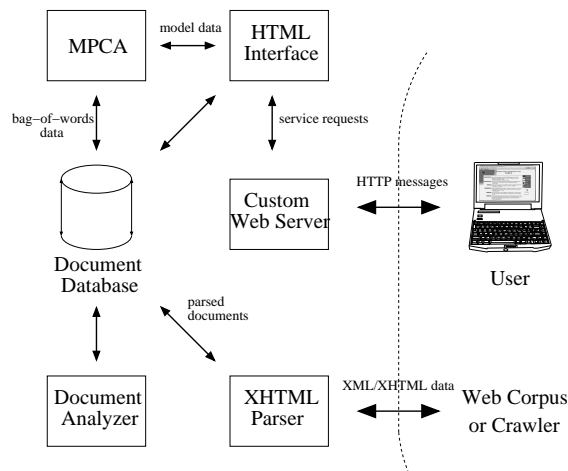 MPCA
model data
HTML
Interface
bag-of-words
data
service requests
Custom
Web Server
HTTP messages
Document
Database
User
parsed
documents
Document
Analyzer
XHTML
Parser
XML/XHTML data
Web Corpus
or Crawler